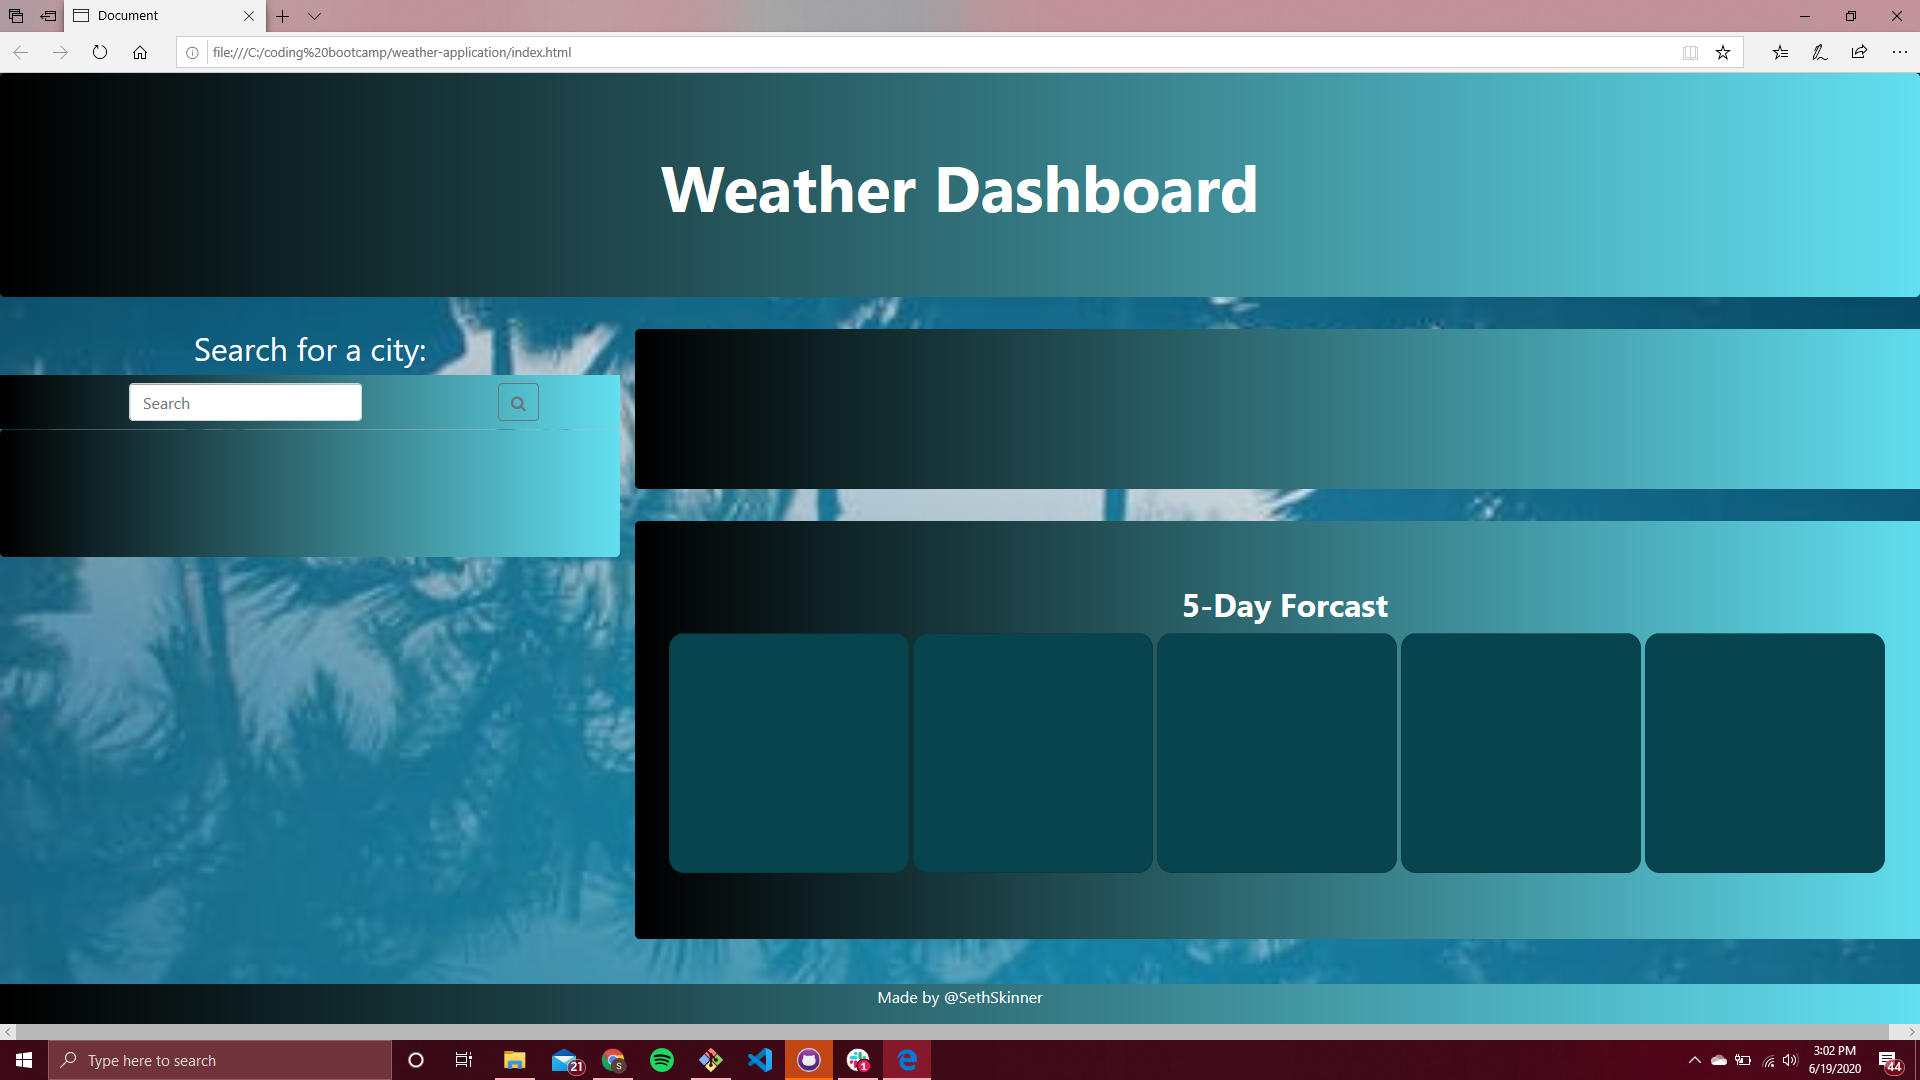 Document
file:///C:/coding%20bootcamp/weather-application/index.html
Weather Dashboard
Search for a city:
Search
5-Day Forcast
Made by @SethSkinner
Type here to search
21
S
1
3:02 PM
6/19/2020
44